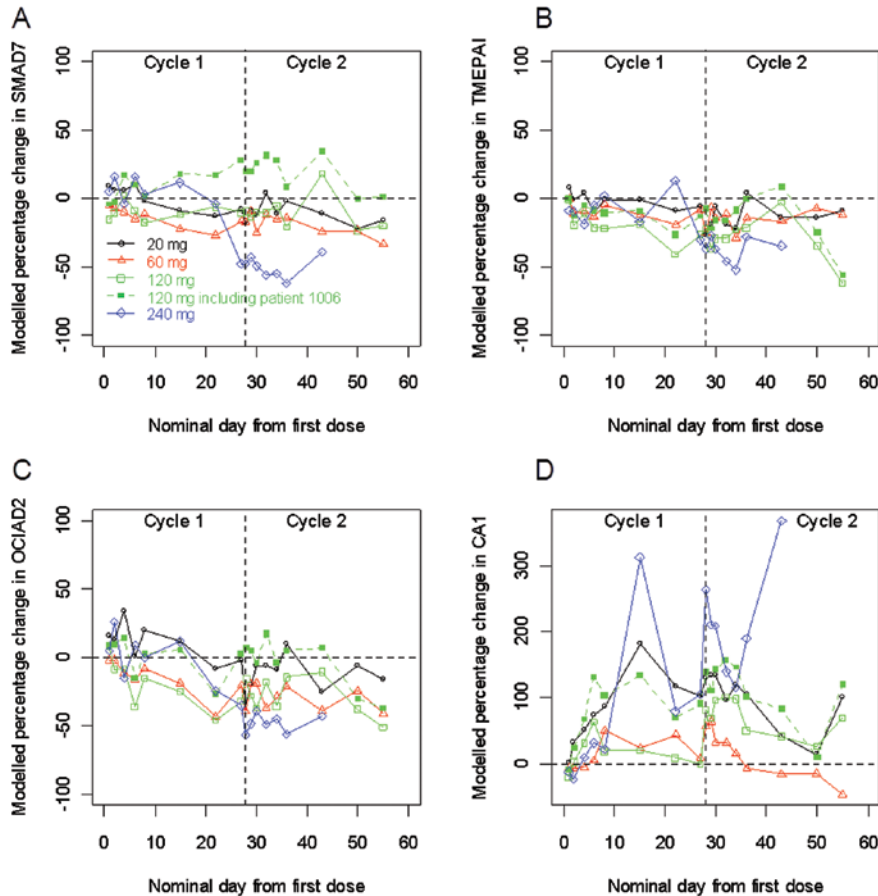 A
Modelled percentage change in SMAD7
100
50
0
-50
-100
Cycle 1
Cycle 2
20 mg
60 mg
120 mg
120 mg including patient 1006
240 mg
0 10 20 30 40 50 60
Nominal day from first dose
B
Modelled percentage change in TMEPAI
100
50
0
-50
-100
Cycle 1
Cycle 2
0 10 20 30 40 50 60
Nominal day from first dose
C
Modelled percentage change in OCIAD2
100
50
0
-50
-100
Cycle 1
Cycle 2
0 10 20 30 40 50 60
Nominal day from first dose
D
Modelled percentage change in CA1
300
200
100
0
Cycle 1
Cycle 2
0 10 20 30 40 50 60
Nominal day from first dose